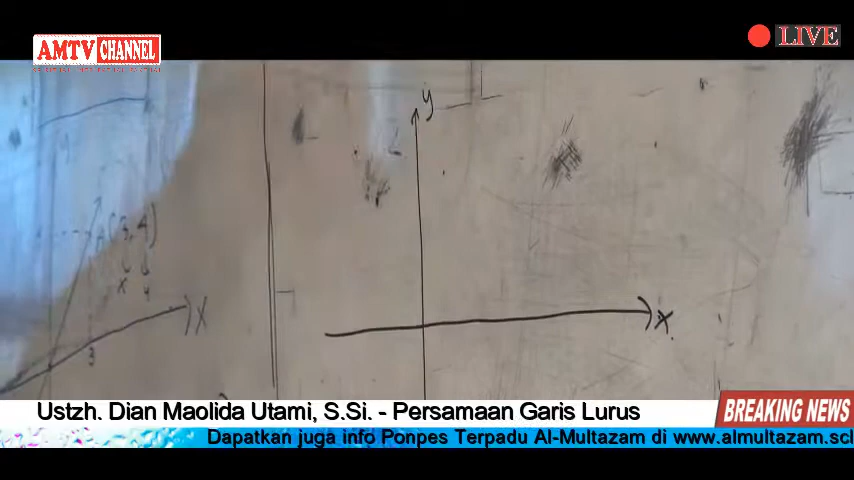 AMTV CHANNEL
LIVE
y
A(3,4)
x
y
X
3
x
Ustzh. Dian Maolida Utami, S.Si. - Persamaan Garis Lurus
BREAKING NEWS
Dapatkan juga info Ponpes Terpadu Al-Multazam di www.almultazam.scl